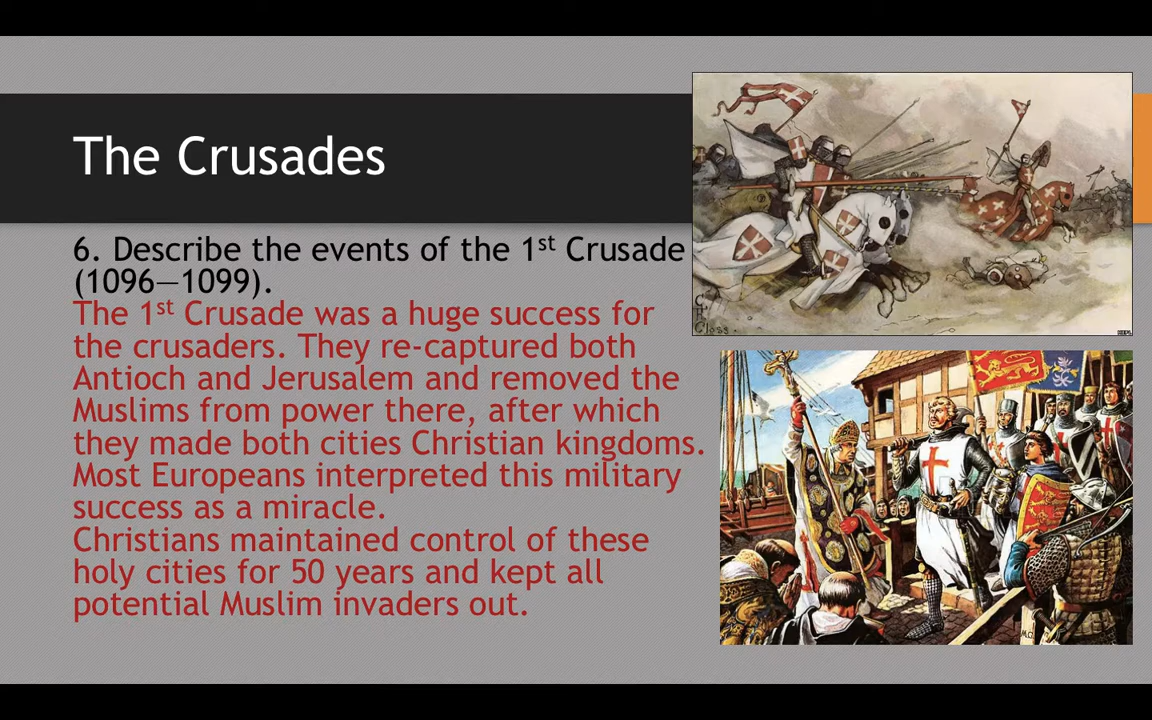 The Crusades
6. Describe the events of the 1st Crusade
(1096—1099).
The 1st Crusade was a huge success for
the crusaders. They re-captured both
Antioch and Jerusalem and removed the
Muslims from power there, after which
they made both cities Christian kingdoms.
Most Europeans interpreted this military
success as a miracle.
Christians maintained control of these
holy cities for 50 years and kept all
potential Muslim invaders out.